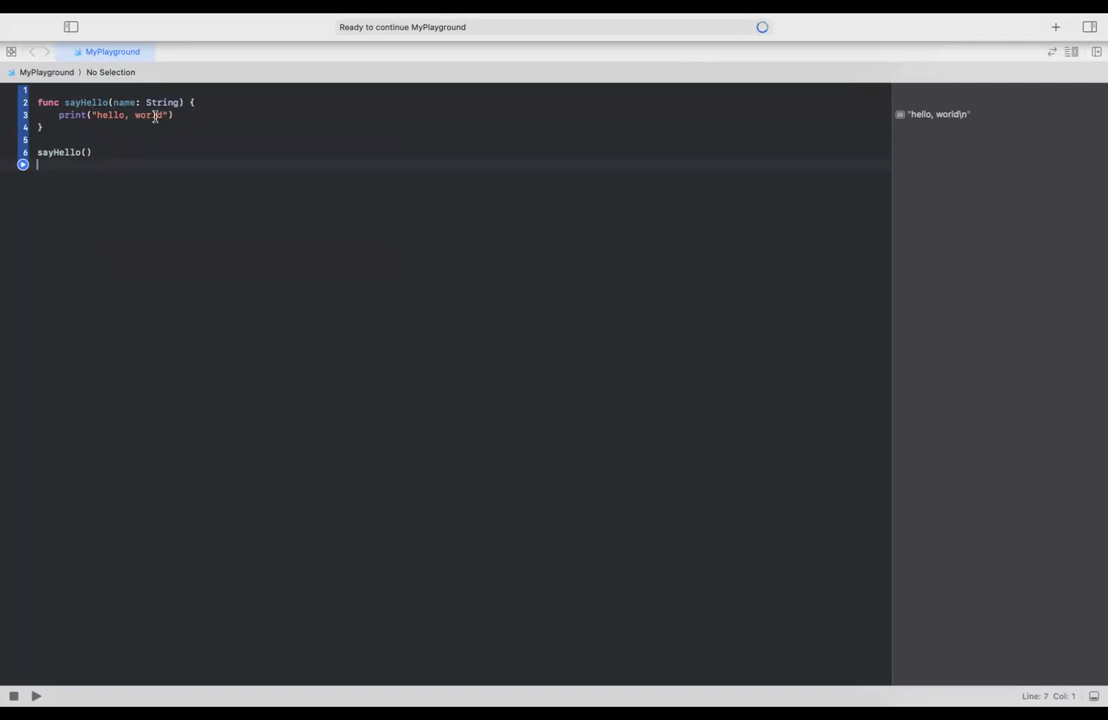 Ready to continue MyPlayground
MyPlayground
MyPlayground 〉 No Selection
1
2 func sayHello(name: String) {
3 print("hello, world")
"hello, world\n"
4 }
5
6 sayHello()
Line: 7 Col: 1